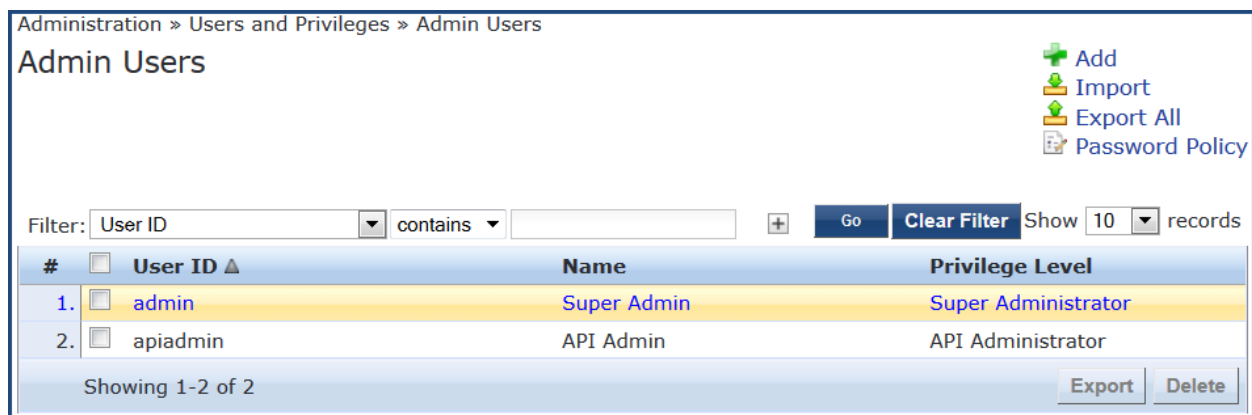 Administration » Users and Privileges » Admin Users
Admin Users
Add
Import
Export All
Password Policy
Filter: User ID contains Go Clear Filter Show 10 records
# User ID Name Privilege Level
1. admin Super Admin Super Administrator
2. apiadmin API Admin API Administrator
Showing 1-2 of 2 Export Delete